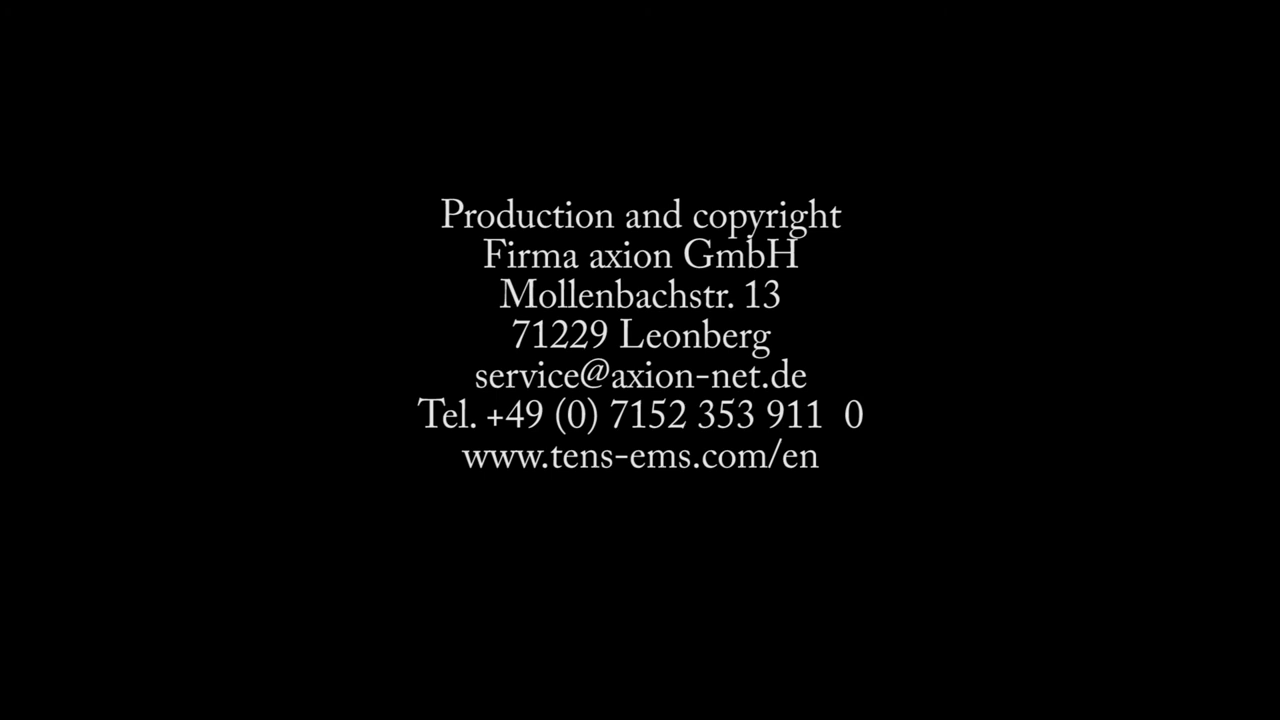 Production and copyright
Firma axion GmbH
Mollenbachstr. 13
71229 Leonberg
service@axion-net.de
Tel. +49 (0) 7152 353 911  0
www.tens-ems.com/en